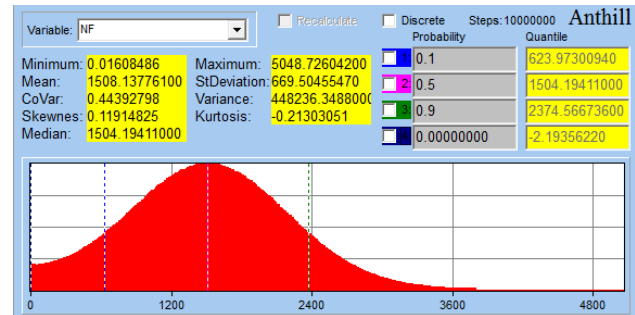 Variable: NF Recalculate Discrete Steps:10000000 Anthill
Probability Quantile
Minimum: 0.01608486 Maximum: 5048.72604200 1 0.1 623.97300940
Mean: 1508.13776100 StDeviation: 669.50455470 2 0.5 1504.19411000
CoVar: 0.44392798 Variance: 448236.3488000 3 0.9 2374.56673600
Skewnes: 0.11914825 Kurtosis: -0.21303051 0.00000000 -2.19356220
Median: 1504.19411000
0 1200 2400 3600 4800